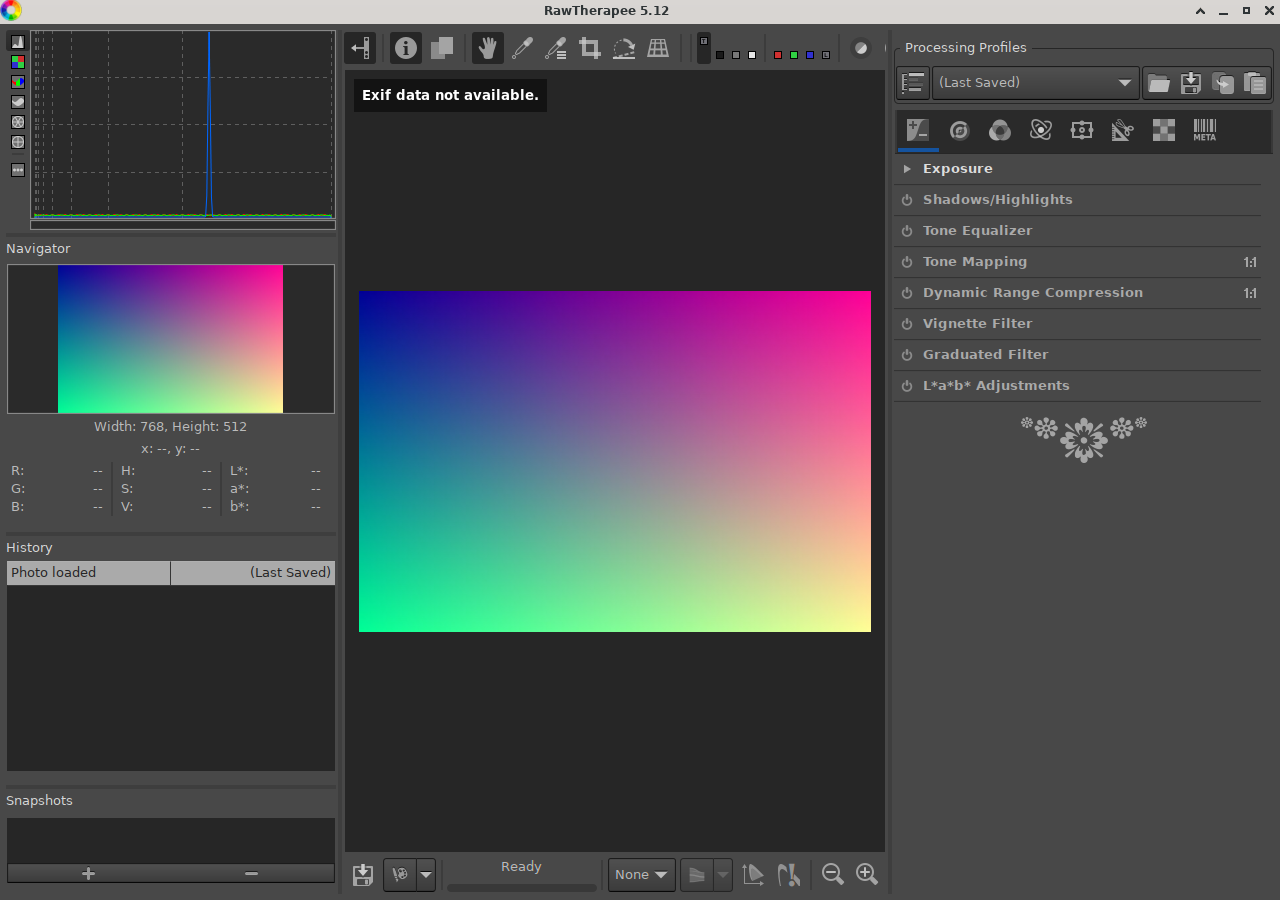 RawTherapee 5.12
Exif data not available.
Navigator
Width: 768, Height: 512
x: --, y: --
R: -- H: -- L*: --
G: -- S: -- a*: --
B: -- V: -- b*: --
History
Photo loaded (Last Saved)
Snapshots
Ready
None
Processing Profiles
(Last Saved)
META
Exposure
Shadows/Highlights
Tone Equalizer
Tone Mapping 1:1
Dynamic Range Compression 1:1
Vignette Filter
Graduated Filter
L*a*b* Adjustments